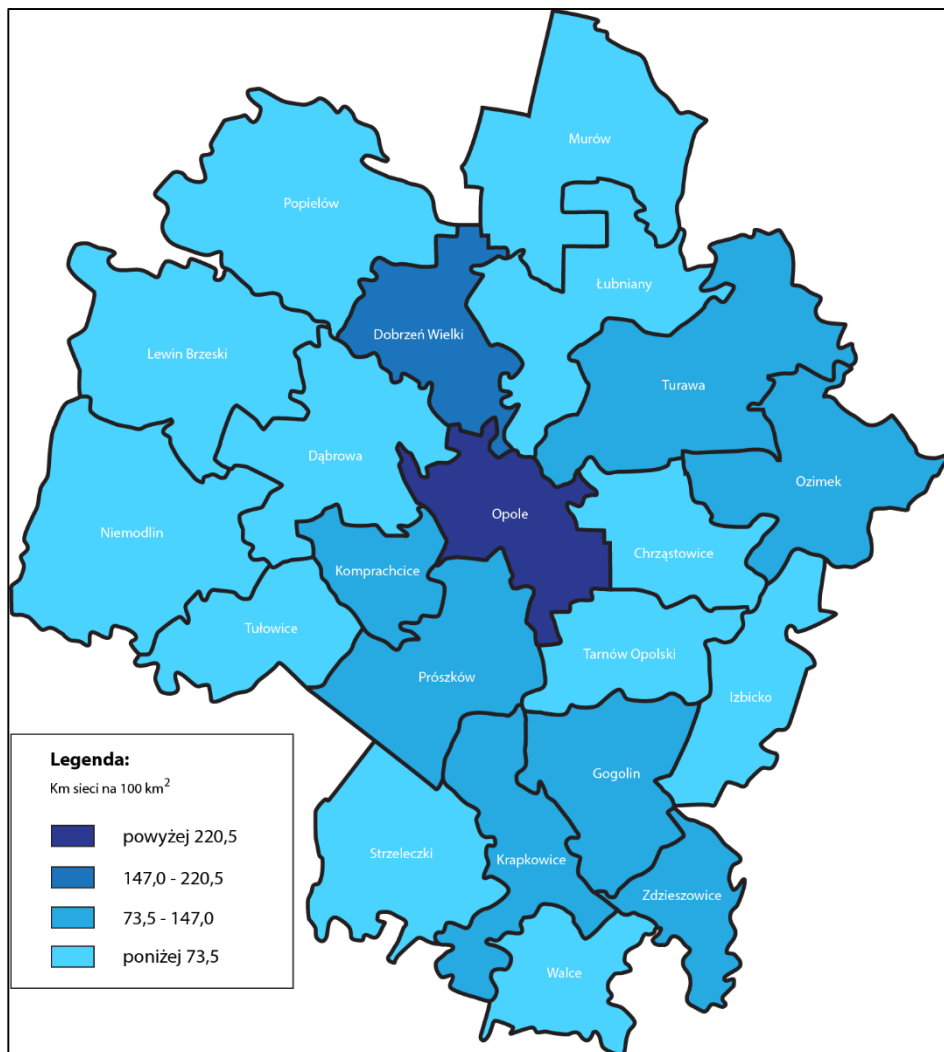 Murów
Popielów
Łubniany
Dobrzeń Wielki
Lewin Brzeski
Turawa
Dąbrowa
Ozimek
Opole
Niemodlin
Chrząstowice
Komprachcice
Tułowice
Tarnów Opolski
Prószków
Izbicko
Gogolin
Strzeleczki
Krapkowice
Zdzieszowice
Walce
Legenda:
Km sieci na 100 km²
powyżej 220,5
147,0 - 220,5
73,5 - 147,0
poniżej 73,5